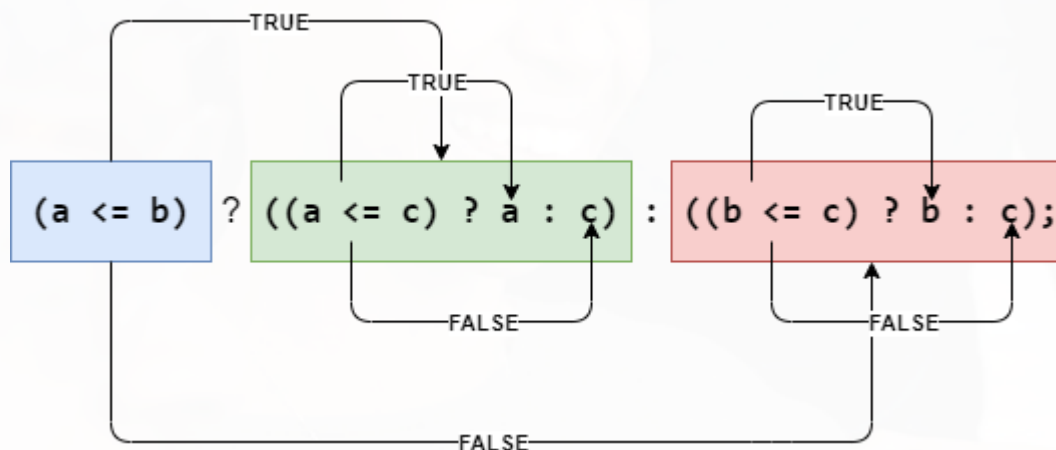 TRUE
TRUE
TRUE
(a <= b) ? ((a <= c) ? a : c) : ((b <= c) ? b : c);
FALSE
FALSE
FALSE